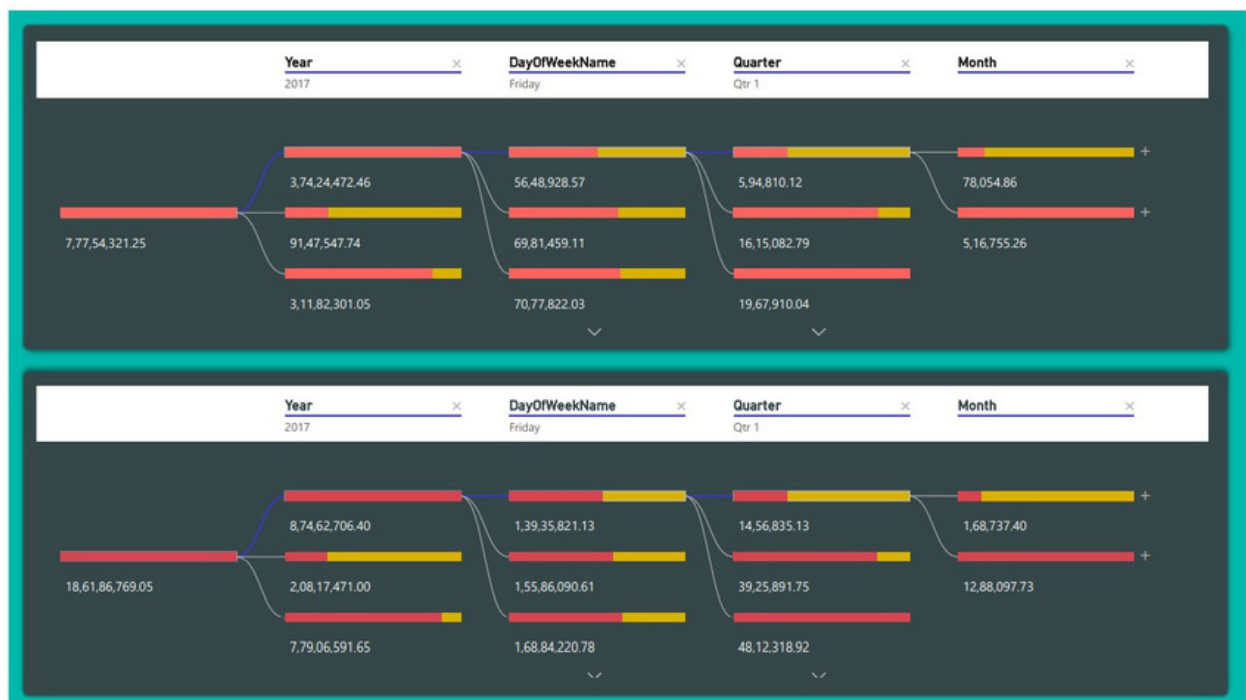 Year × DayOfWeekName × Quarter × Month ×
2017 Friday Qtr 1
3,74,24,472.46 56,48,928.57 5,94,810.12 78,054.86
7,77,54,321.25 91,47,547.74 69,81,459.11 16,15,082.79 5,16,755.26
3,11,82,301.05 70,77,822.03 19,67,910.04
Year × DayOfWeekName × Quarter × Month ×
2017 Friday Qtr 1
8,74,62,706.40 1,39,35,821.13 14,56,835.13 1,68,737.40
18,61,86,769.05 2,08,17,471.00 1,55,86,090.61 39,25,891.75 12,88,097.73
7,79,06,591.65 1,68,84,220.78 48,12,318.92